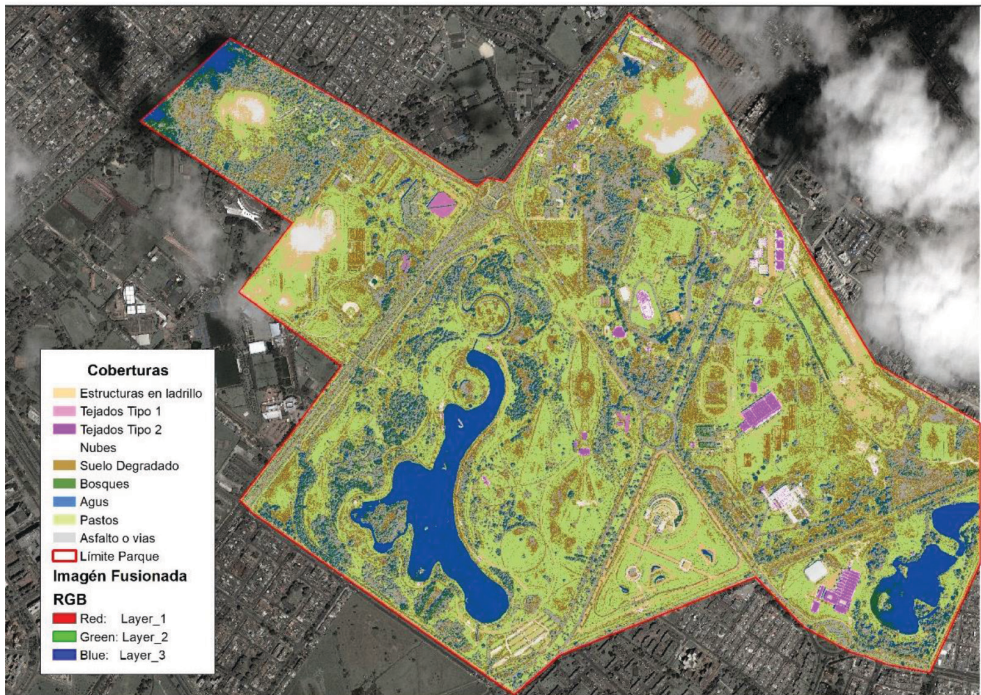 Coberturas
Estructuras en ladrillo
Tejados Tipo 1
Tejados Tipo 2
Nubes
Suelo Degradado
Bosques
Agus
Pastos
Asfalto o vias
Límite Parque
Imagén Fusionada
RGB
Red: Layer_1
Green: Layer_2
Blue: Layer_3